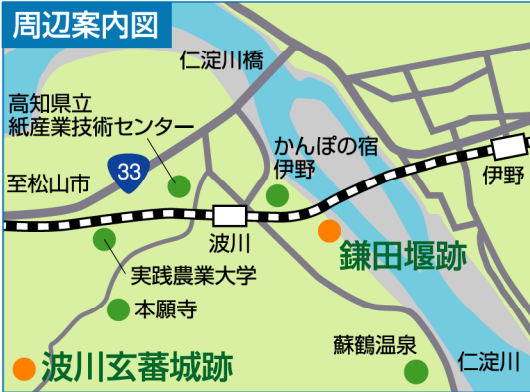 周辺案内図
仁淀川橋
高知県立
紙産業技術センター
かんぽの宿
伊野
33
至松山市
伊野
波川
鎌田堰跡
実践農業大学
本願寺
蘇鶴温泉
仁淀川
波川玄蕃城跡